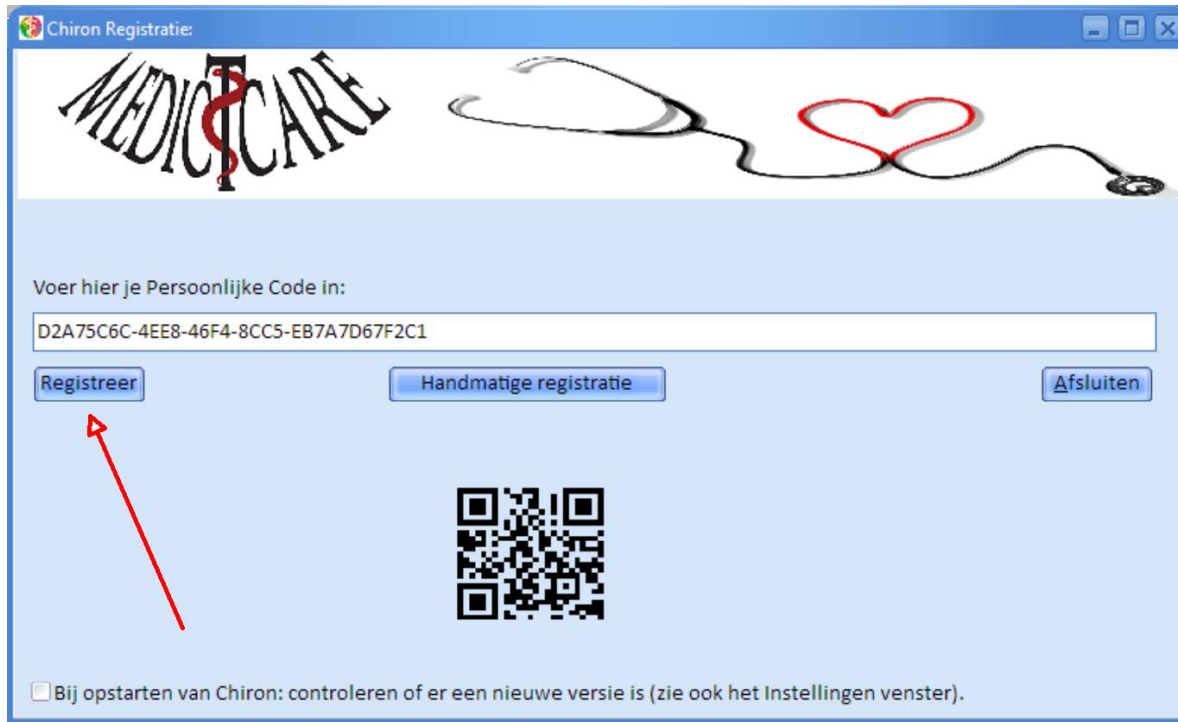 Chiron Registratie:
MEDICTCARE
Voer hier je Persoonlijke Code in:
D2A75C6C-4EE8-46F4-8CC5-EB7A7D67F2C1
Registreer
Handmatige registratie
Afsluiten
Bij opstarten van Chiron: controleren of er een nieuwe versie is (zie ook het Instellingen venster).